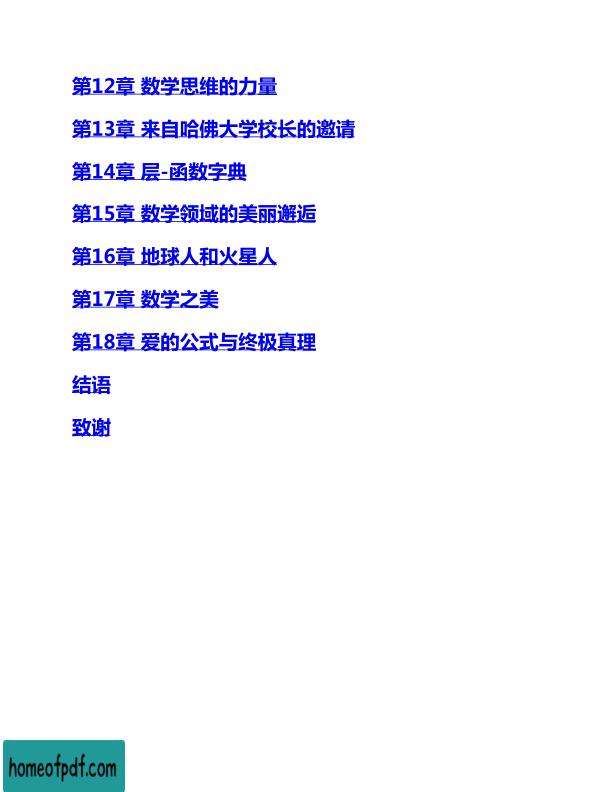 第12章 数学思维的力量
第13章 来自哈佛大学校长的邀请
第14章 层-函数字典
第15章 数学领域的美丽邂逅
第16章 地球人和火星人
第17章 数学之美
第18章 爱的公式与终极真理
结语
致谢
homeofpdf.com